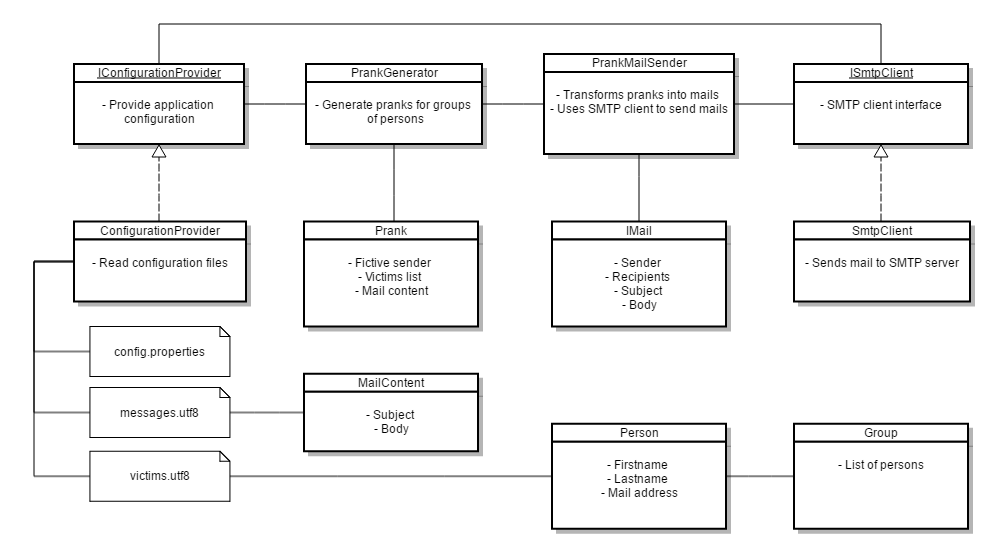 IConfigurationProvider
- Provide application
configuration
PrankGenerator
- Generate pranks for groups
of persons
PrankMailSender
- Transforms pranks into mails
- Uses SMTP client to send mails
ISmtpClient
- SMTP client interface
ConfigurationProvider
- Read configuration files
Prank
- Fictive sender
- Victims list
- Mail content
IMail
- Sender
- Recipients
- Subject
- Body
SmtpClient
- Sends mail to SMTP server
config.properties
messages.utf8
victims.utf8
MailContent
- Subject
- Body
Person
- Firstname
- Lastname
- Mail address
Group
- List of persons